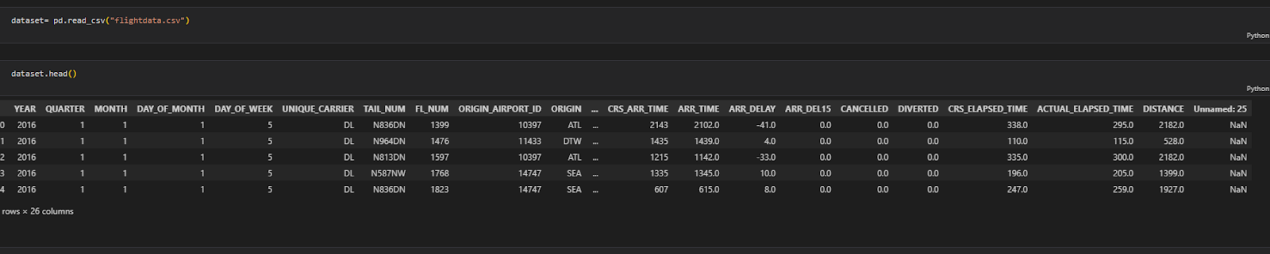 dataset= pd.read_csv("flightdata.csv")
Python
dataset.head()
Python
YEAR QUARTER MONTH DAY_OF_MONTH DAY_OF_WEEK UNIQUE_CARRIER TAIL_NUM FL_NUM ORIGIN_AIRPORT_ID ORIGIN ... CRS_ARR_TIME ARR_TIME ARR_DELAY ARR_DEL15 CANCELLED DIVERTED CRS_ELAPSED_TIME ACTUAL_ELAPSED_TIME DISTANCE Unnamed: 25
0 2016 1 1 1 5 DL N836DN 1399 10397 ATL ... 2143 2102.0 -41.0 0.0 0.0 0.0 338.0 295.0 2182.0 NaN
1 2016 1 1 1 5 DL N964DN 1476 11433 DTW ... 1435 1439.0 4.0 0.0 0.0 0.0 110.0 115.0 528.0 NaN
2 2016 1 1 1 5 DL N813DN 1597 10397 ATL ... 1215 1142.0 -33.0 0.0 0.0 0.0 335.0 300.0 2182.0 NaN
3 2016 1 1 1 5 DL N587NW 1768 14747 SEA ... 1335 1345.0 10.0 0.0 0.0 0.0 196.0 205.0 1399.0 NaN
4 2016 1 1 1 5 DL N836DN 1823 14747 SEA ... 607 615.0 8.0 0.0 0.0 0.0 247.0 259.0 1927.0 NaN
rows × 26 columns